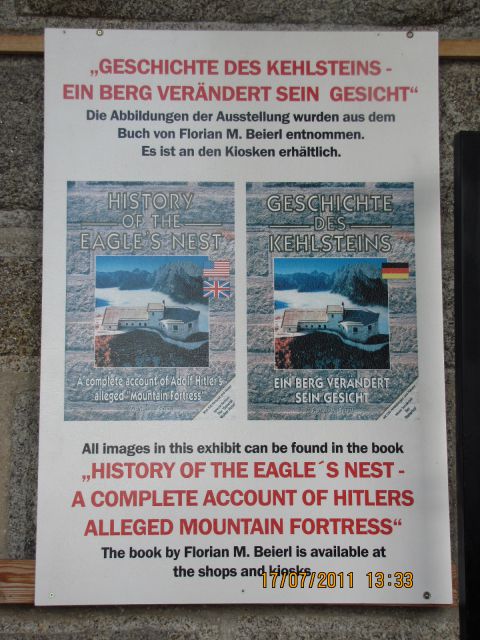 „GESCHICHTE DES KEHLSTEINS -
EIN BERG VERÄNDERT SEIN GESICHT“
Die Abbildungen der Ausstellung wurden aus dem
Buch von Florian M. Beierl entnommen.
Es ist an den Kiosken erhältlich.
HISTORY
OF THE
EAGLE'S NEST
A complete account of Adolf Hitler's
alleged "Mountain Fortress"
GESCHICHTE
DES
KEHLSTEINS
EIN BERG VERÄNDERT
SEIN GESICHT
All images in this exhibit can be found in the book
„HISTORY OF THE EAGLE´S NEST -
A COMPLETE ACCOUNT OF HITLERS
ALLEGED MOUNTAIN FORTRESS“
The book by Florian M. Beierl is available at
the shops and kiosks.
17/07/2011 13:33